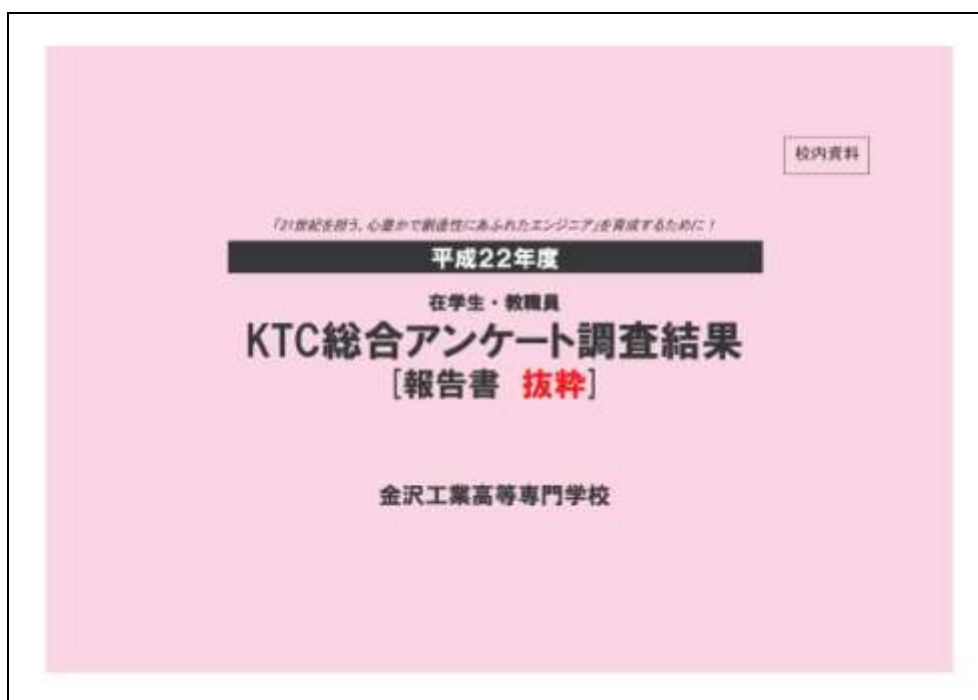 校内資料
「21世紀を担う、心豊かで創造性にあふれたエンジニア」を育成するために!
平成22年度
在学生・教職員
KTC総合アンケート調査結果
[報告書 抜粋]
金沢工業高等専門学校